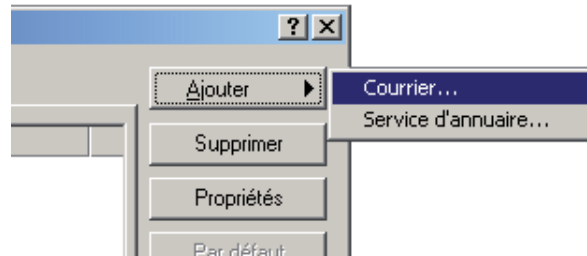 Ajouter
Courrier...
Service d'annuaire...
Supprimer
Propriétés
Par défaut